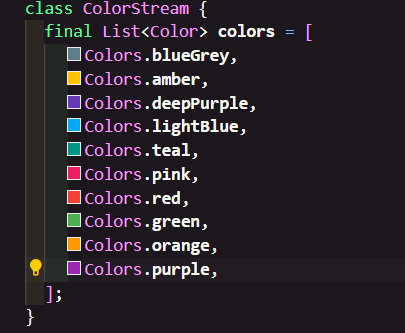 class ColorStream {
  final List<Color> colors = [
    Colors.blueGrey,
    Colors.amber,
    Colors.deepPurple,
    Colors.lightBlue,
    Colors.teal,
    Colors.pink,
    Colors.red,
    Colors.green,
    Colors.orange,
    Colors.purple,
  ];
}